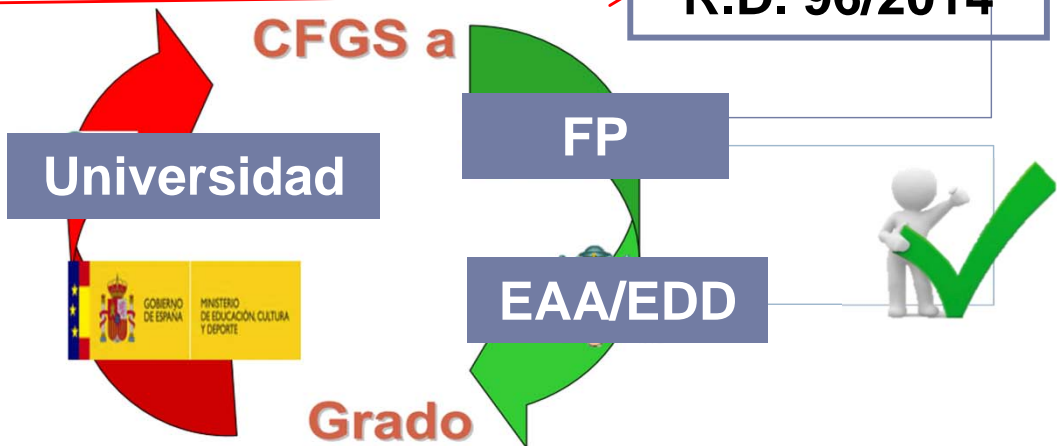 R.D. 96/2014
CFGS a
FP
Universidad
EAA/EDD
GOBIERNO
DE ESPAÑA
MINISTERIO
DE EDUCACIÓN, CULTURA
Y DEPORTE
Grado